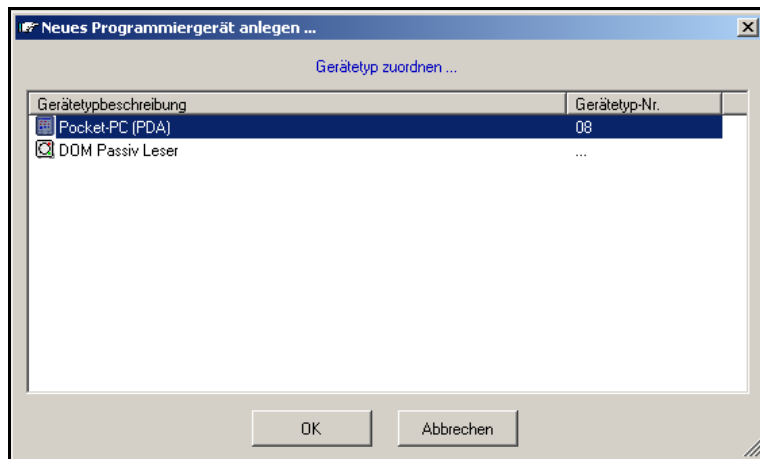 Neues Programmiergerät anlegen ...
Gerätetyp zuordnen ...
Gerätetypbeschreibung Gerätetyp-Nr.
Pocket-PC (PDA) 08
DOM Passiv Leser ...
OK Abbrechen